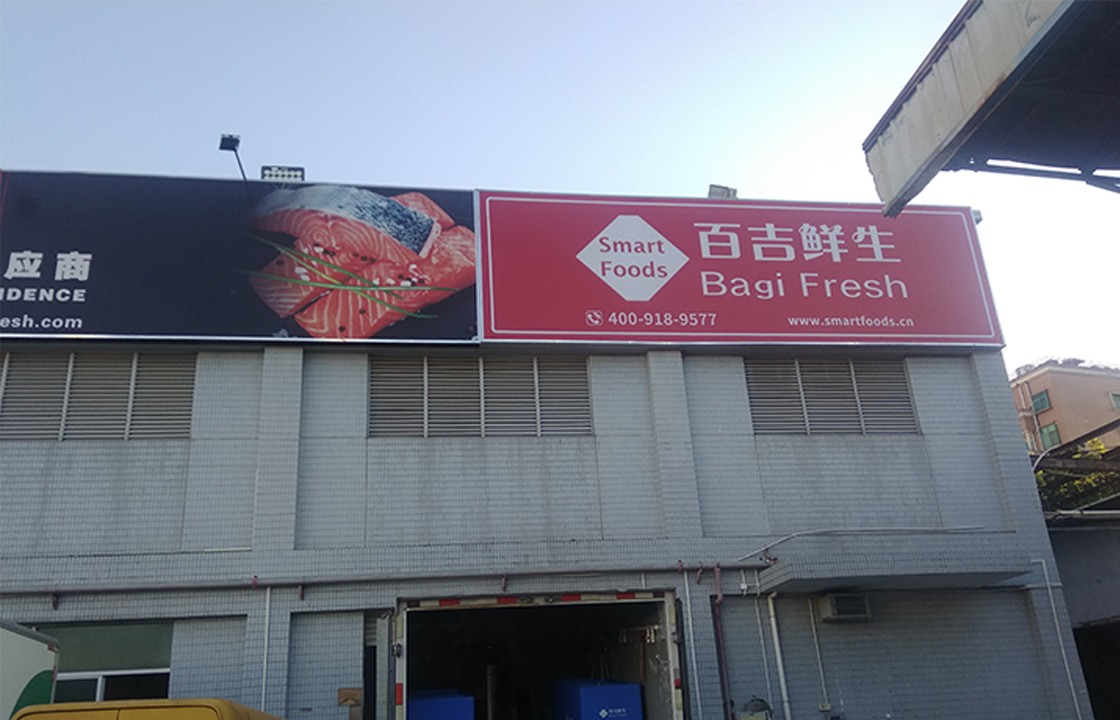 应商
IDENCE
esh.com
Smart
Foods
百吉鲜生
Bagi Fresh
400-918-9577
www.smartfoods.cn